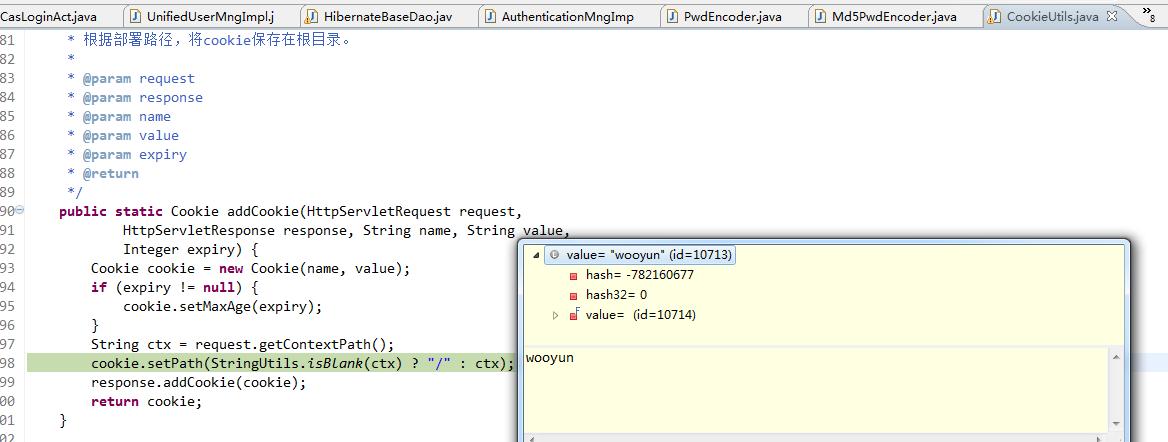 CasLoginAct.java UnifiedUserMngImpl.j HibernateBaseDao.jav AuthenticationMngImp PwdEncoder.java Md5PwdEncoder.java CookieUtils.java »8
81 * 根据部署路径，将cookie保存在根目录。
82 *
83 * @param request
84 * @param response
85 * @param name
86 * @param value
87 * @param expiry
88 * @return
89 */
90 public static Cookie addCookie(HttpServletRequest request,
91 HttpServletResponse response, String name, String value,
92 Integer expiry) {
93 Cookie cookie = new Cookie(name, value);
94 if (expiry != null) {
95 cookie.setMaxAge(expiry);
96 }
97 String ctx = request.getContextPath();
98 cookie.setPath(StringUtils.isBlank(ctx) ? "/" : ctx);
99 response.addCookie(cookie);
00 return cookie;
01 }
02
value= "wooyun" (id=10713)
hash= -782160677
hash32= 0
value= (id=10714)
wooyun